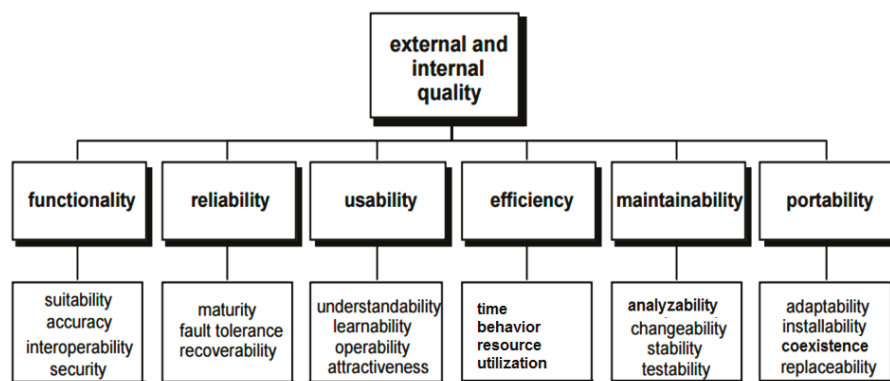 external and
internal
quality
functionality
reliability
usability
efficiency
maintainability
portability
suitability
accuracy
interoperability
security
maturity
fault tolerance
recoverability
understandability
learnability
operability
attractiveness
time
behavior
resource
utilization
analyzability
changeability
stability
testability
adaptability
installability
coexistence
replaceability